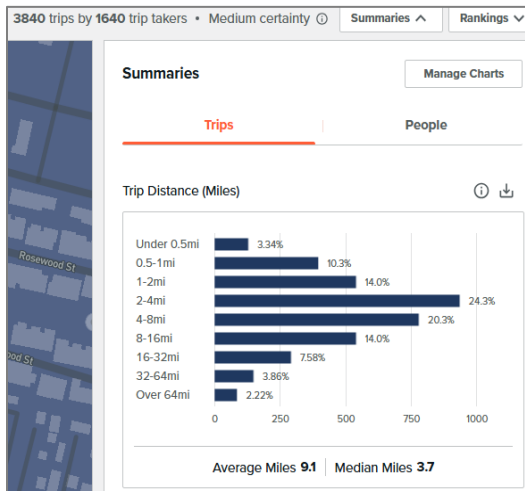 3840 trips by 1640 trip takers • Medium certainty
Summaries
Rankings
Summaries
Manage Charts
Trips
People
Trip Distance (Miles)
Under 0.5mi 3.34%
0.5-1mi 10.3%
1-2mi 14.0%
2-4mi 24.3%
4-8mi 20.3%
8-16mi 14.0%
16-32mi 7.58%
32-64mi 3.86%
Over 64mi 2.22%
0 250 500 750 1000
Average Miles 9.1 Median Miles 3.7
Rosewood St
ood St